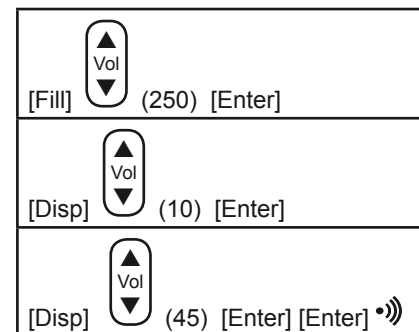 Vol
[Fill] (250) [Enter]
Vol
[Disp] (10) [Enter]
Vol
[Disp] (45) [Enter] [Enter]